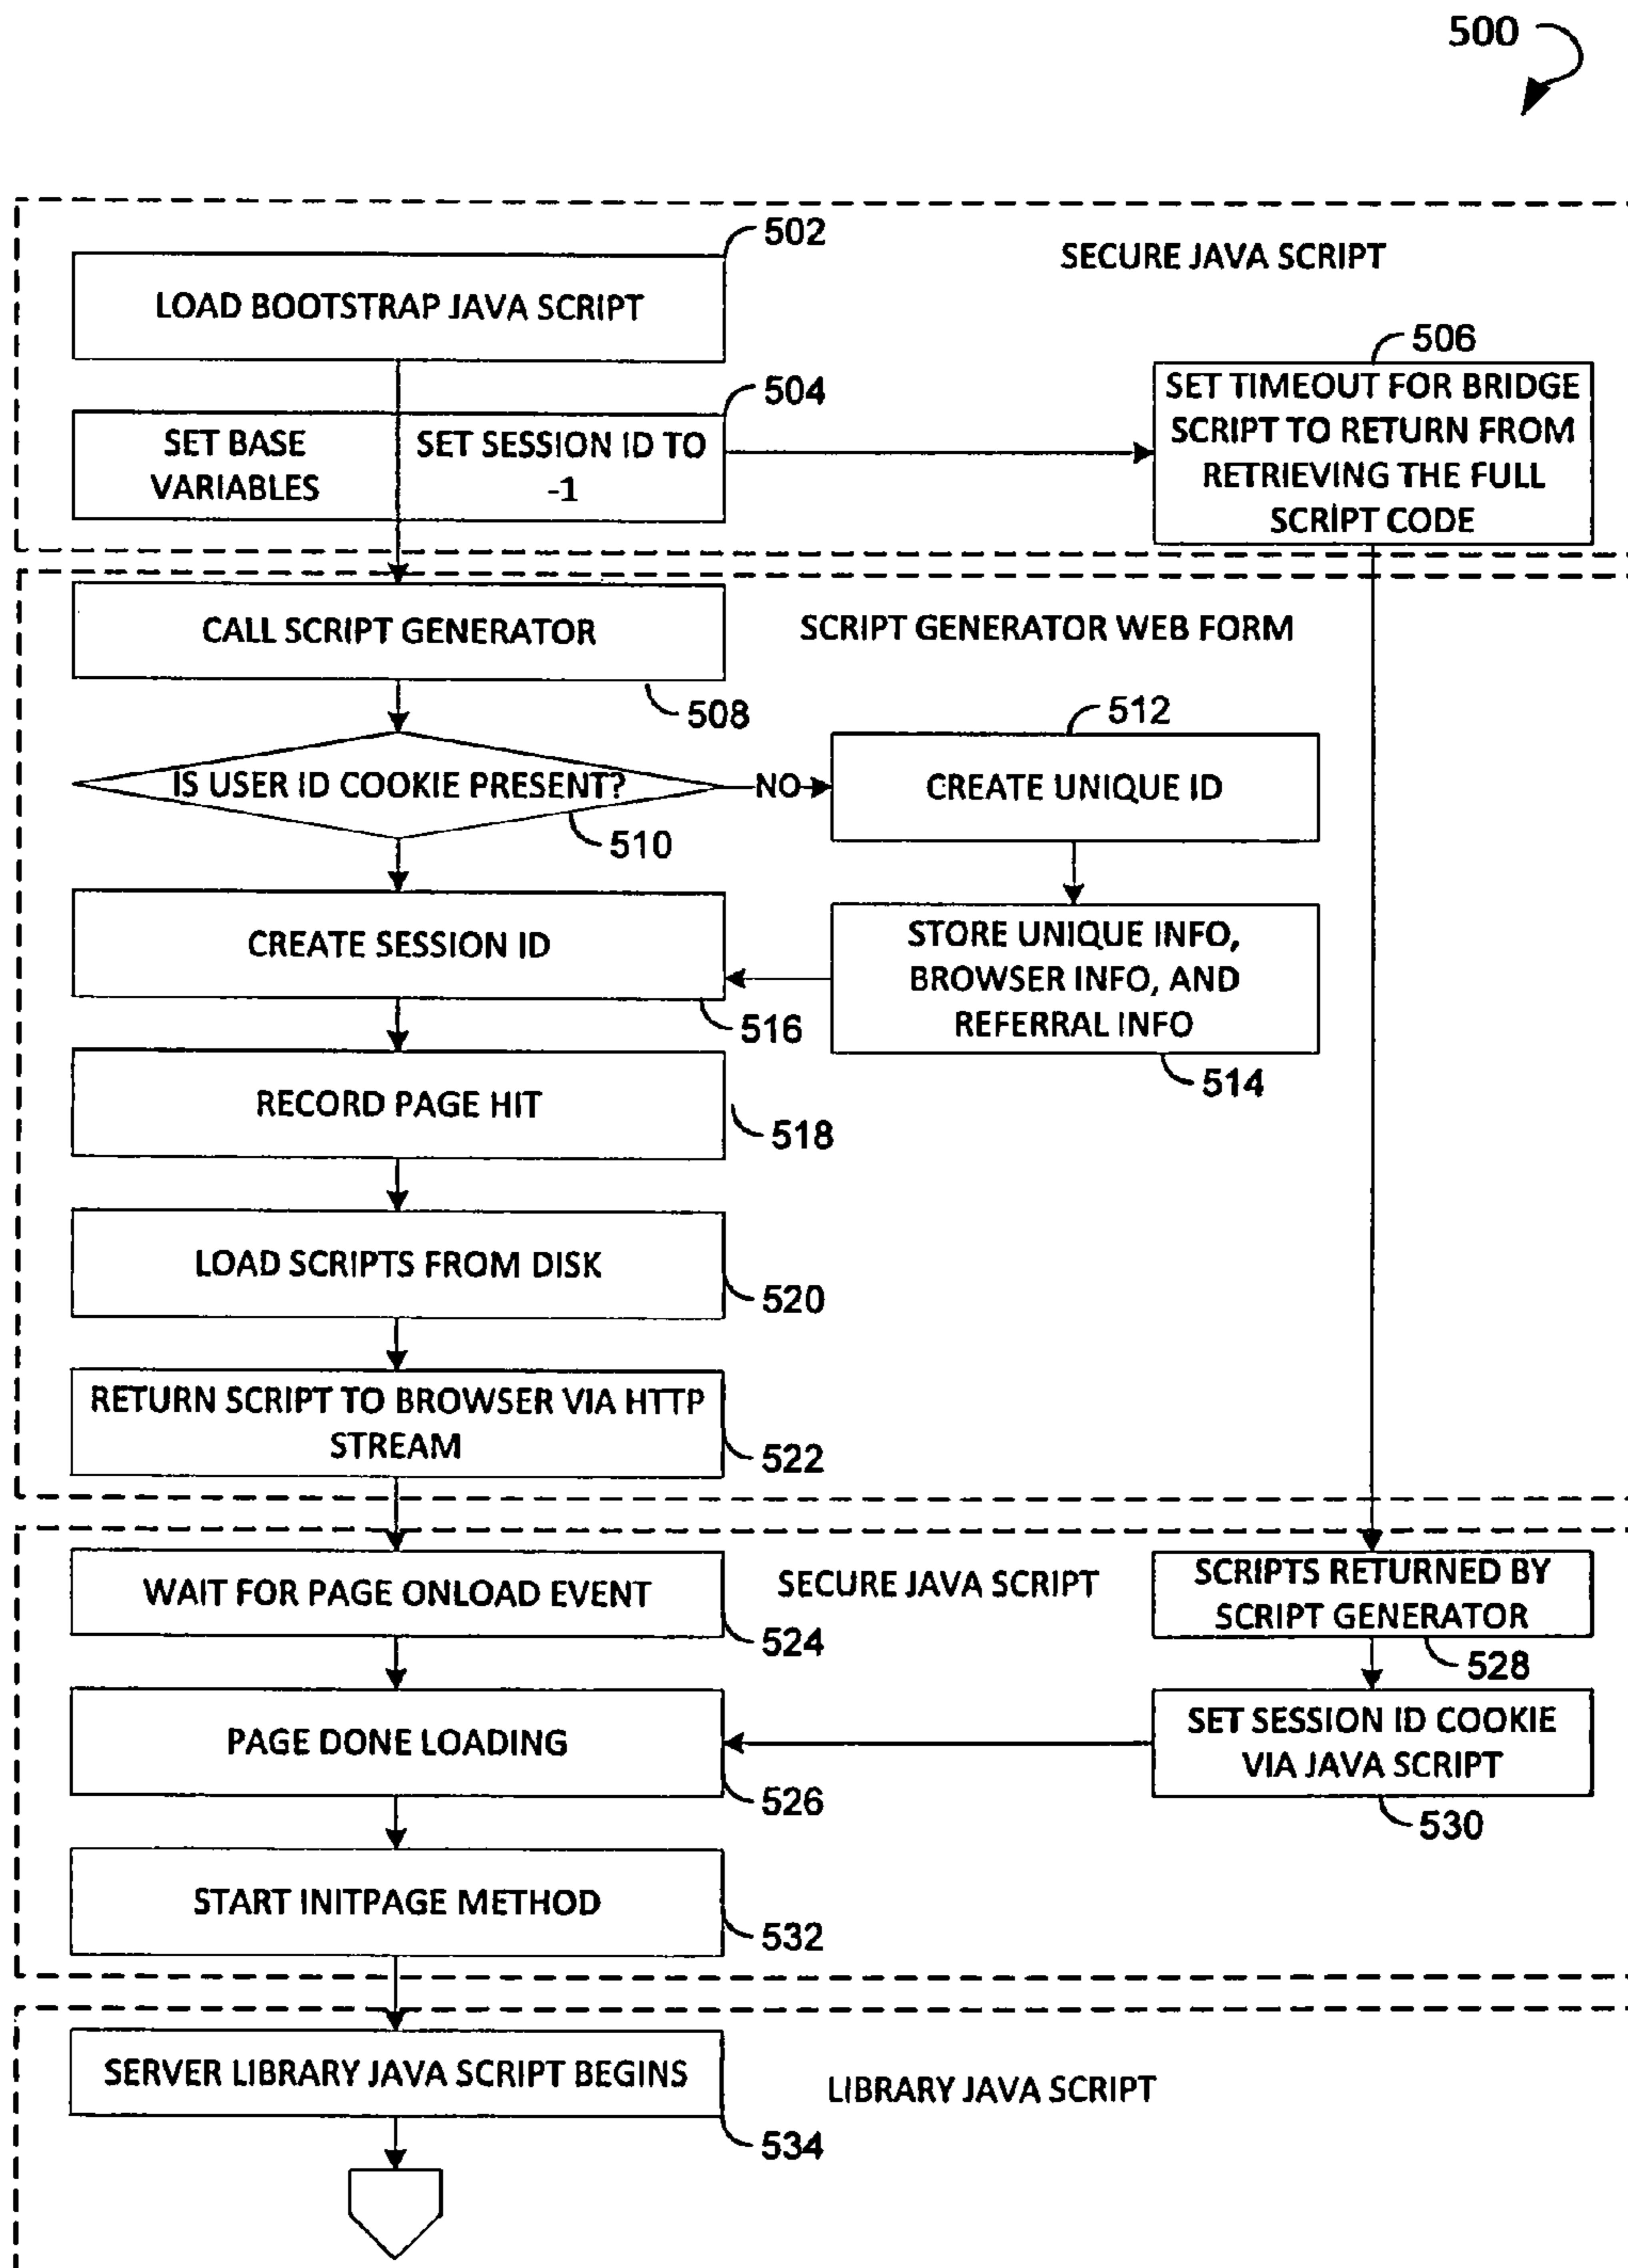 500
502
SECURE JAVA SCRIPT
LOAD BOOTSTRAP JAVA SCRIPT
506
504
SET BASE
VARIABLES
SET SESSION ID TO
-1
SET TIMEOUT FOR BRIDGE
SCRIPT TO RETURN FROM
RETRIEVING THE FULL
SCRIPT CODE
CALL SCRIPT GENERATOR
SCRIPT GENERATOR WEB FORM
508
512
IS USER ID COOKIE PRESENT?
NO
CREATE UNIQUE ID
510
CREATE SESSION ID
STORE UNIQUE INFO,
BROWSER INFO, AND
REFERRAL INFO
516
514
RECORD PAGE HIT
518
LOAD SCRIPTS FROM DISK
520
RETURN SCRIPT TO BROWSER VIA HTTP
STREAM
522
WAIT FOR PAGE ONLOAD EVENT
SECURE JAVA SCRIPT
SCRIPTS RETURNED BY
SCRIPT GENERATOR
524
528
PAGE DONE LOADING
SET SESSION ID COOKIE
VIA JAVA SCRIPT
526
530
START INITPAGE METHOD
532
SERVER LIBRARY JAVA SCRIPT BEGINS
LIBRARY JAVA SCRIPT
534